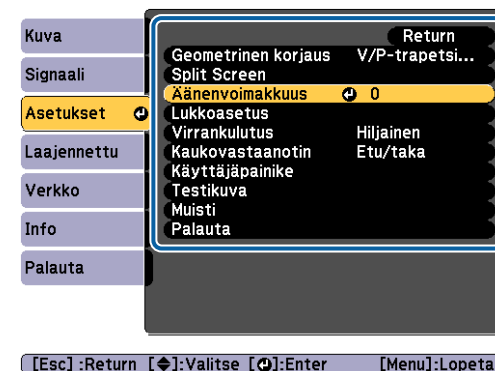 Kuva
Signaali
Asetukset
Laajennettu
Verkko
Info
Palauta
Return
Geometrinen korjaus V/P-trapetsi...
Split Screen
Äänenvoimakkuus 0
Lukkoasetus
Virrankulutus Hiljainen
Kaukovastaanotin Etu/taka
Käyttäjäpainike
Testikuva
Muisti
Palauta
[Esc] :Return [◆]:Valitse [⏎]:Enter [Menu]:Lopeta